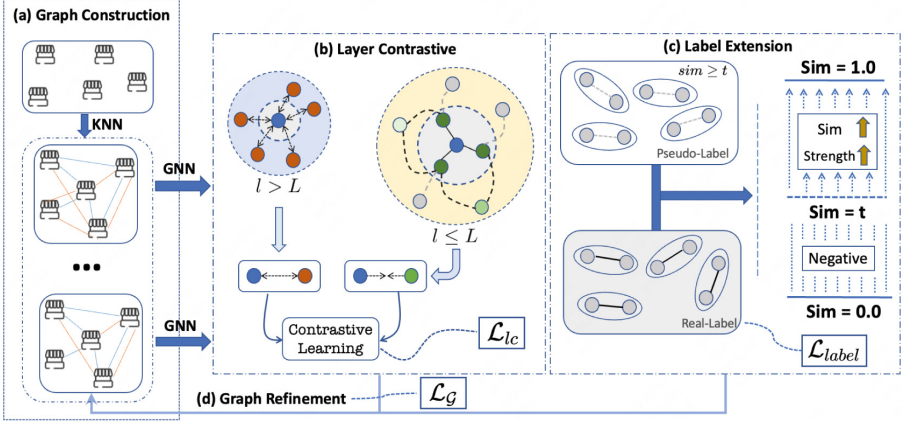 (a) Graph Construction
KNN
GNN
•••
GNN
(b) Layer Contrastive
l > L
l ≤ L
Contrastive
Learning
𝓛lc
(c) Label Extension
sim ≥ t
Pseudo-Label
Real-Label
Sim = 1.0
Sim
Strength
Sim = t
Negative
Sim = 0.0
𝓛label
(d) Graph Refinement
𝓛𝒢